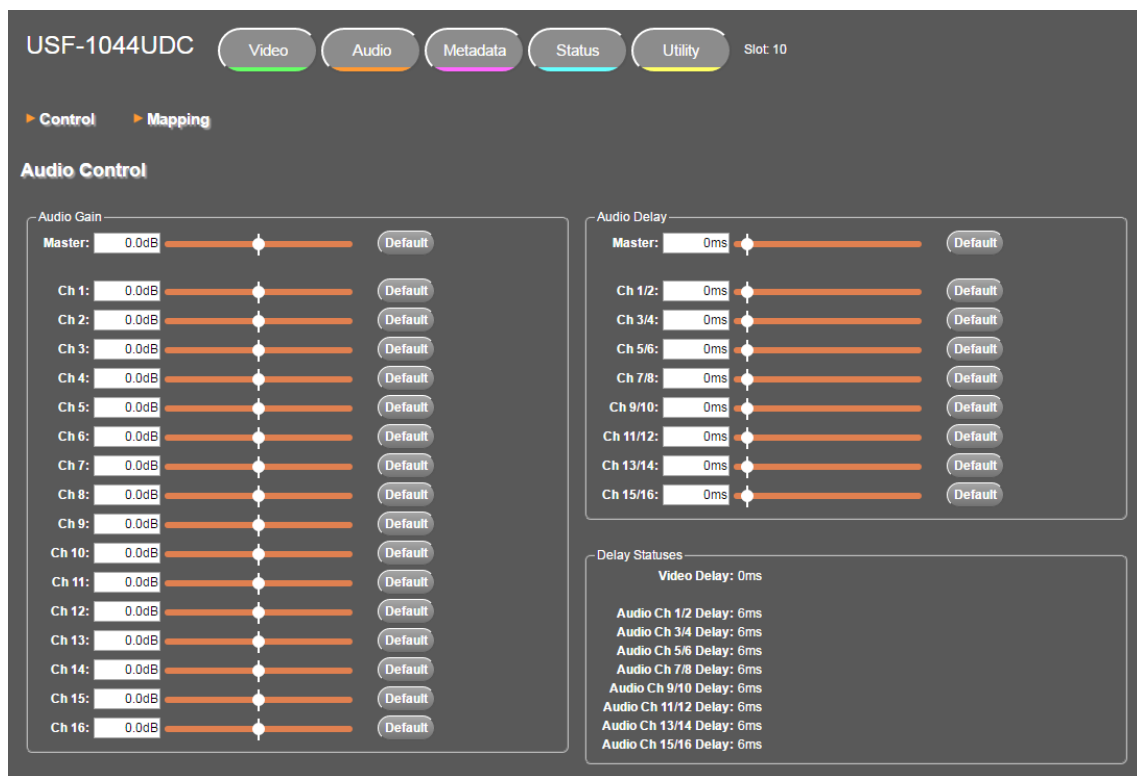 USF-1044UDC Video Audio Metadata Status Utility Slot: 10
Control Mapping
Audio Control
Audio Gain
Master: 0.0dB Default
Ch 1: 0.0dB Default
Ch 2: 0.0dB Default
Ch 3: 0.0dB Default
Ch 4: 0.0dB Default
Ch 5: 0.0dB Default
Ch 6: 0.0dB Default
Ch 7: 0.0dB Default
Ch 8: 0.0dB Default
Ch 9: 0.0dB Default
Ch 10: 0.0dB Default
Ch 11: 0.0dB Default
Ch 12: 0.0dB Default
Ch 13: 0.0dB Default
Ch 14: 0.0dB Default
Ch 15: 0.0dB Default
Ch 16: 0.0dB Default
Audio Delay
Master: 0ms Default
Ch 1/2: 0ms Default
Ch 3/4: 0ms Default
Ch 5/6: 0ms Default
Ch 7/8: 0ms Default
Ch 9/10: 0ms Default
Ch 11/12: 0ms Default
Ch 13/14: 0ms Default
Ch 15/16: 0ms Default
Delay Statuses
Video Delay: 0ms
Audio Ch 1/2 Delay: 6ms
Audio Ch 3/4 Delay: 6ms
Audio Ch 5/6 Delay: 6ms
Audio Ch 7/8 Delay: 6ms
Audio Ch 9/10 Delay: 6ms
Audio Ch 11/12 Delay: 6ms
Audio Ch 13/14 Delay: 6ms
Audio Ch 15/16 Delay: 6ms